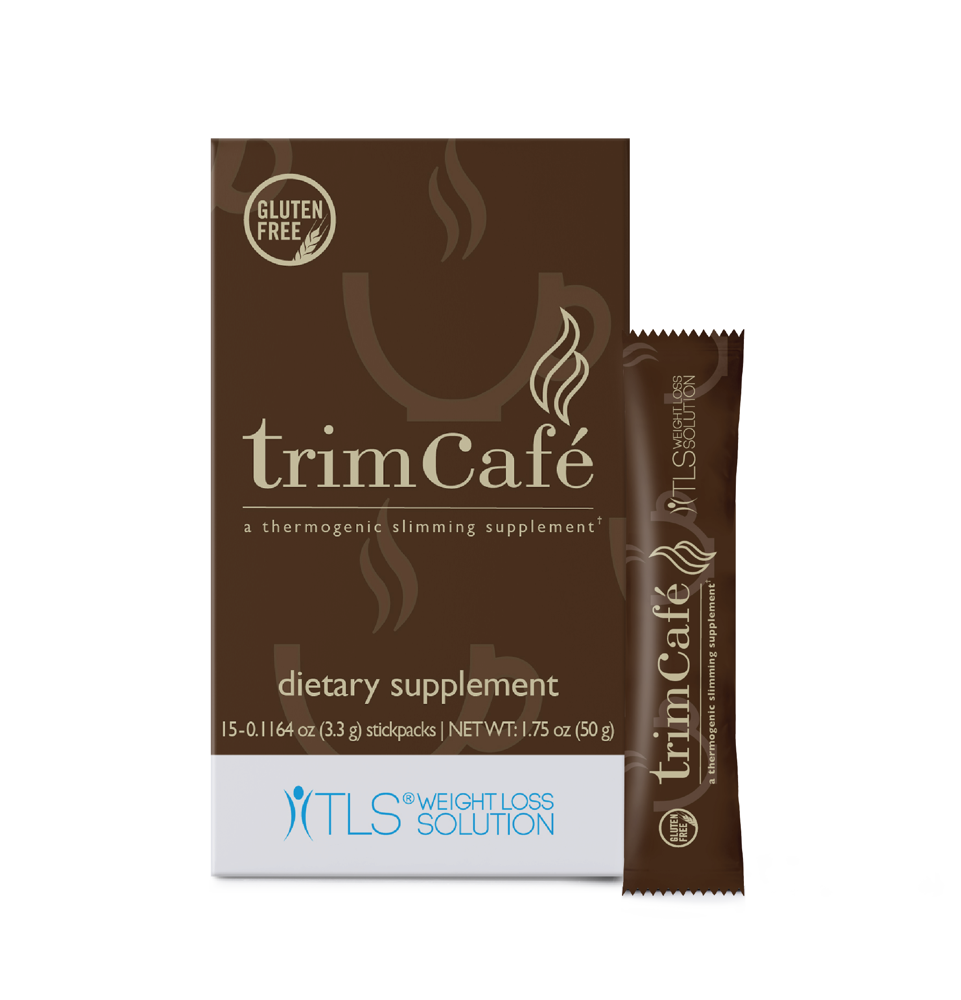 GLUTEN
FREE
trimcafé
a thermogenic slimming supplement†
dietary supplement
15-0.1164 oz (3.3 g) stickpacks | NET WT: 1.75 oz (50 g)
TLS® WEIGHT LOSS
SOLUTION
TLS WEIGHT LOSS
SOLUTION
trimcafé
a thermogenic slimming supplement†
GLUTEN
FREE